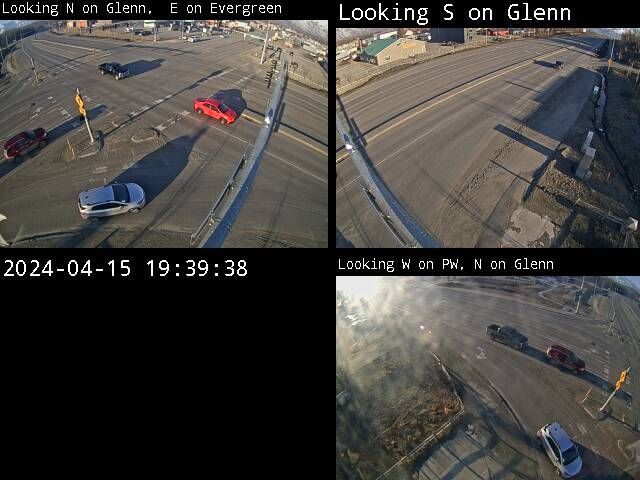 Looking N on Glenn, E on Evergreen
Looking S on Glenn
2024-04-15 19:39:38
Looking W on PW, N on Glenn